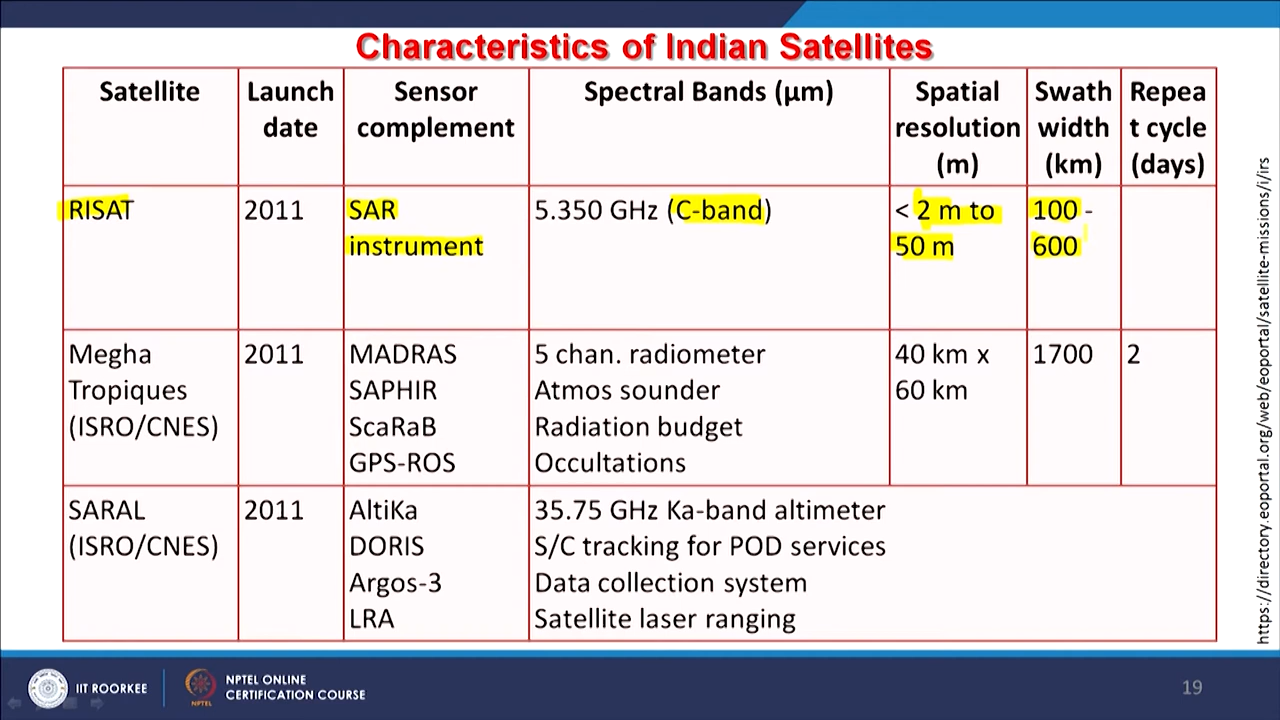 Characteristics of Indian Satellites
Satellite
Launch
date
Sensor
complement
Spectral Bands (µm)
Spatial
resolution
(m)
Swath
width
(km)
Repea
t cycle
(days)
RISAT
2011
SAR
instrument
5.350 GHz (C-band)
< 2 m to
50 m
100 -
600
Megha
Tropiques
(ISRO/CNES)
2011
MADRAS
SAPHIR
ScaRaB
GPS-ROS
5 chan. radiometer
Atmos sounder
Radiation budget
Occultations
40 km x
60 km
1700
2
SARAL
(ISRO/CNES)
2011
AltiKa
DORIS
Argos-3
LRA
35.75 GHz Ka-band altimeter
S/C tracking for POD services
Data collection system
Satellite laser ranging
https://directory.eoportal.org/web/eoportal/satellite-missions/i/irs
IIT ROORKEE
NPTEL
NPTEL ONLINE
CERTIFICATION COURSE
19